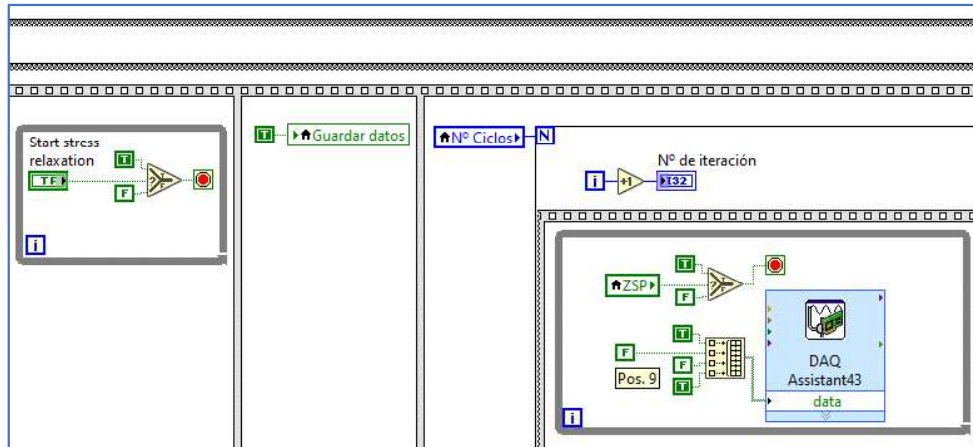 Start stress
relaxation
TF
T
F
i
T
Guardar datos
Nº Ciclos
N
i
+1
Nº de iteración
I32
ZSP
T
F
?
T
F
T
F
F
T
Pos. 9
DAQ
Assistant43
data
i